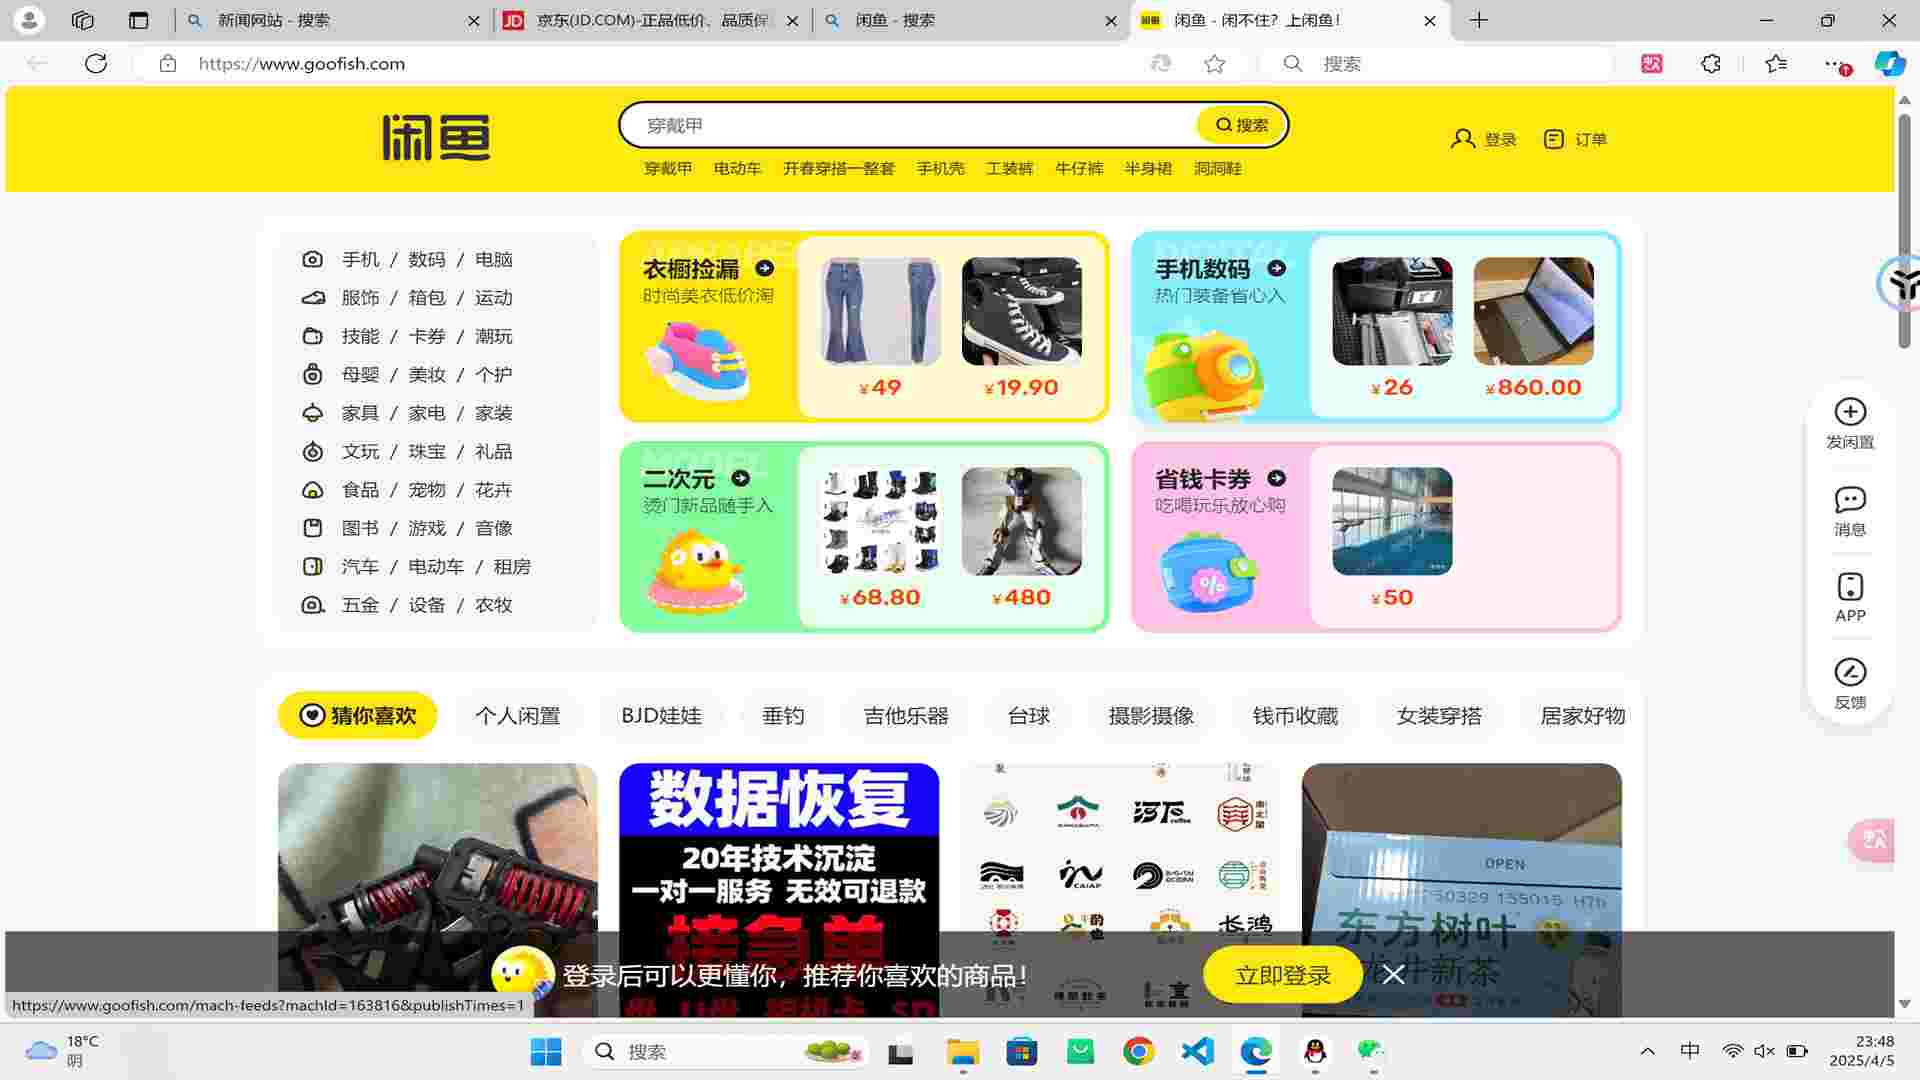 新闻网站 - 搜索
京东(JD.COM)-正品低价、品质保
闲鱼 - 搜索
闲鱼 - 闲不住？上闲鱼！
https://www.goofish.com
搜索
闲鱼
穿戴甲
搜索
登录
订单
穿戴甲 电动车 开春穿搭一整套 手机壳 工装裤 牛仔裤 半身裙 洞洞鞋
手机 / 数码 / 电脑
服饰 / 箱包 / 运动
技能 / 卡券 / 潮玩
母婴 / 美妆 / 个护
家具 / 家电 / 家装
文玩 / 珠宝 / 礼品
食品 / 宠物 / 花卉
图书 / 游戏 / 音像
汽车 / 电动车 / 租房
五金 / 设备 / 农牧
衣橱捡漏
时尚美衣低价淘
¥49
¥19.90
手机数码
热门装备省心入
¥26
¥860.00
二次元
烫门新品随手入
¥68.80
¥480
省钱卡券
吃喝玩乐放心购
¥50
发闲置
消息
APP
反馈
猜你喜欢
个人闲置
BJD娃娃
垂钓
吉他乐器
台球
摄影摄像
钱币收藏
女装穿搭
居家好物
数据恢复
20年技术沉淀
一对一服务 无效可退款
接急单
CAIAP
长鸿
OPEN
东方树叶
龙井新茶
登录后可以更懂你，推荐你喜欢的商品！
立即登录
https://www.goofish.com/mach-feeds?machId=163816&publishTimes=1
18°C
阴
搜索
中
23:48
2025/4/5